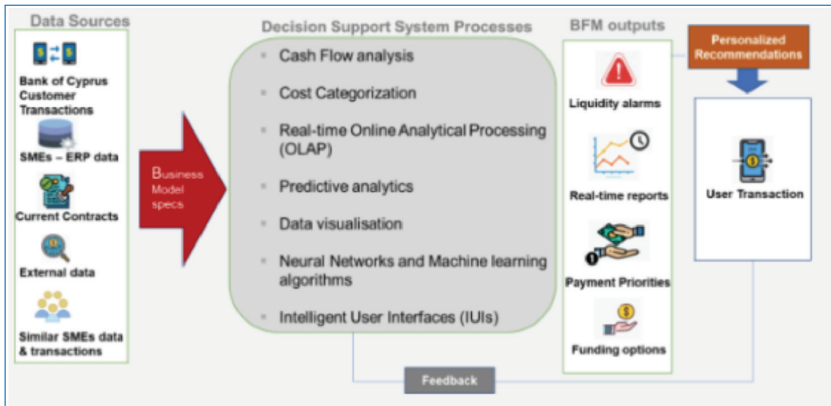 Data Sources
Decision Support System Processes
BFM outputs
Bank of Cyprus
Customer
Transactions
SMEs – ERP data
Current Contracts
External data
Similar SMEs data
& transactions
Business
Model
specs
Cash Flow analysis
Cost Categorization
Real-time Online Analytical Processing
(OLAP)
Predictive analytics
Data visualisation
Neural Networks and Machine learning
algorithms
Intelligent User Interfaces (IUIs)
Liquidity alarms
Real-time reports
Payment Priorities
Funding options
Personalized
Recommendations
User Transaction
Feedback